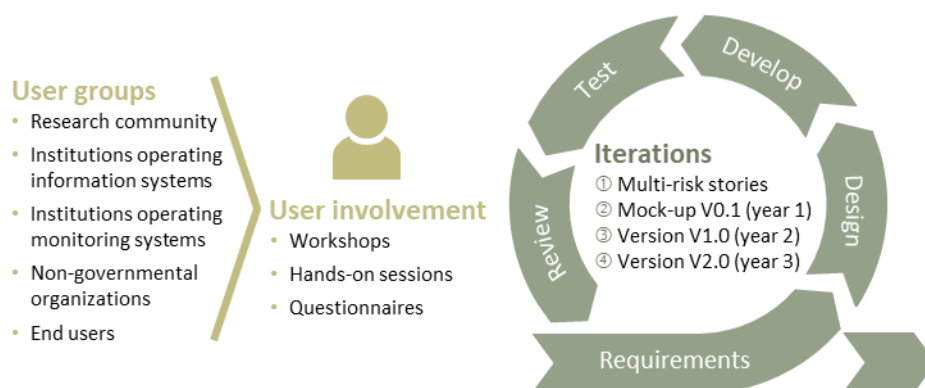 User groups
• Research community
• Institutions operating
information systems
• Institutions operating
monitoring systems
• Non-governmental
organizations
• End users
User involvement
• Workshops
• Hands-on sessions
• Questionnaires
Iterations
① Multi-risk stories
② Mock-up V0.1 (year 1)
③ Version V1.0 (year 2)
④ Version V2.0 (year 3)
Requirements
Design
Develop
Test
Review